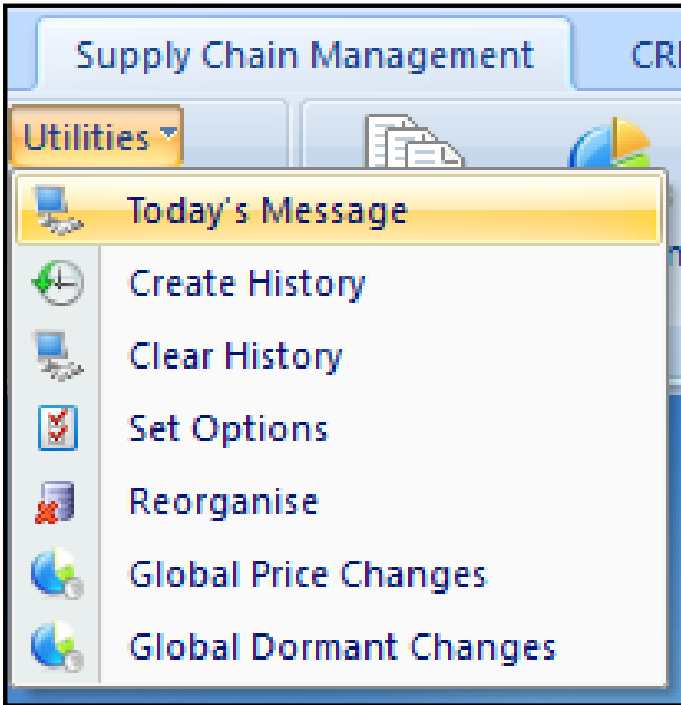 Supply Chain Management
Utilities
Today's Message
Create History
Clear History
Set Options
Reorganise
Global Price Changes
Global Dormant Changes